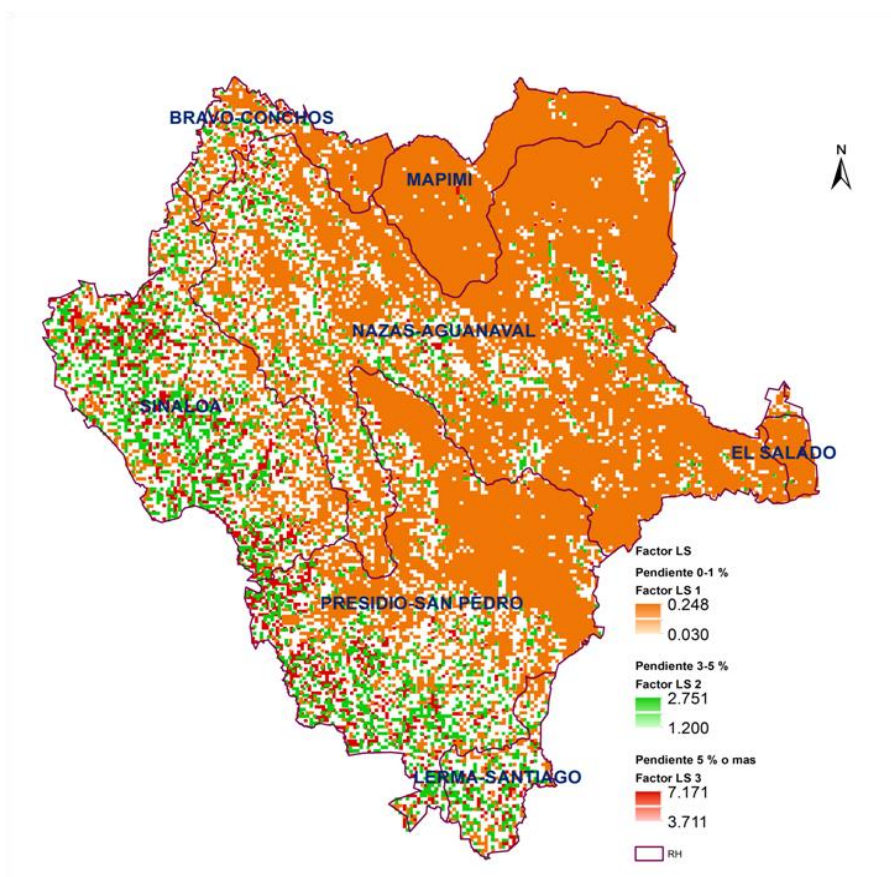 BRAVO-CONCHOS
N
MAPIMI
NAZAS-AGUANAVAL
SINALOA
EL SALADO
PRESIDIO-SAN PEDRO
LERMA-SANTIAGO
Factor LS
Pendiente 0-1 %
Factor LS 1
0.248
0.030
Pendiente 3-5 %
Factor LS 2
2.751
1.200
Pendiente 5 % o mas
Factor LS 3
7.171
3.711
RH